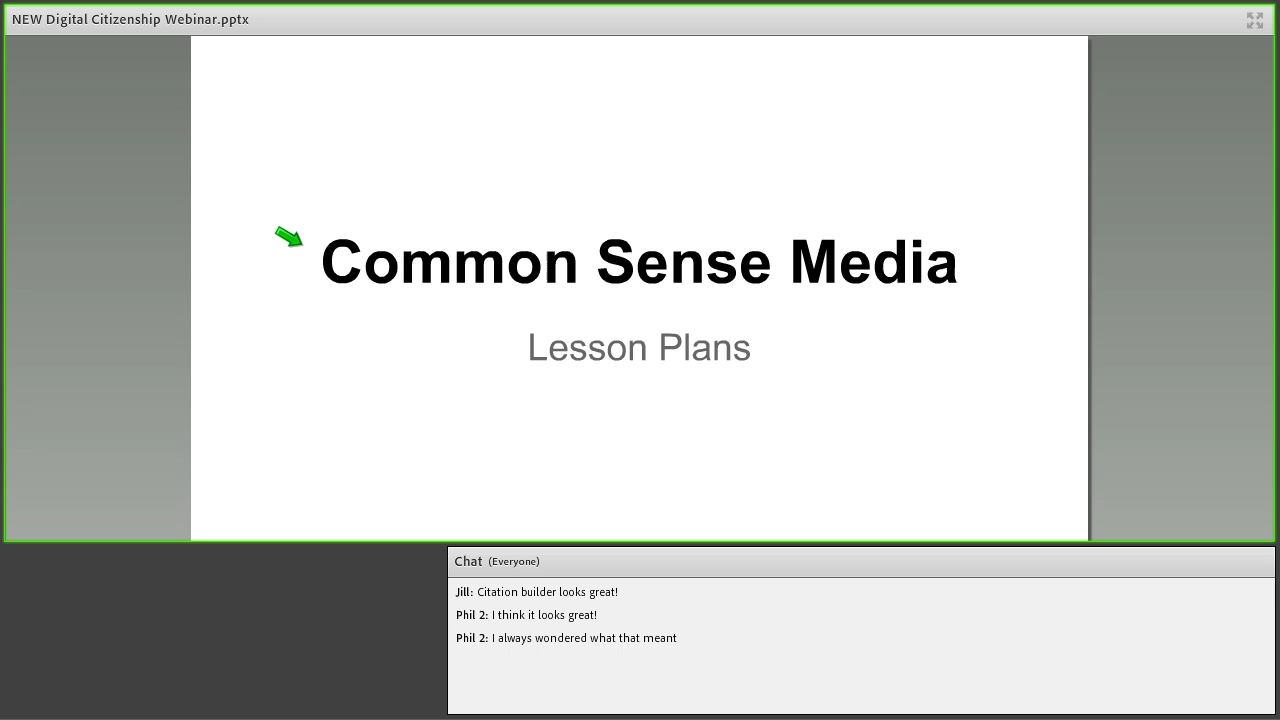 NEW Digital Citizenship Webinar.pptx
Common Sense Media
Lesson Plans
Chat (Everyone)
Jill: Citation builder looks great!
Phil 2: I think it looks great!
Phil 2: I always wondered what that meant